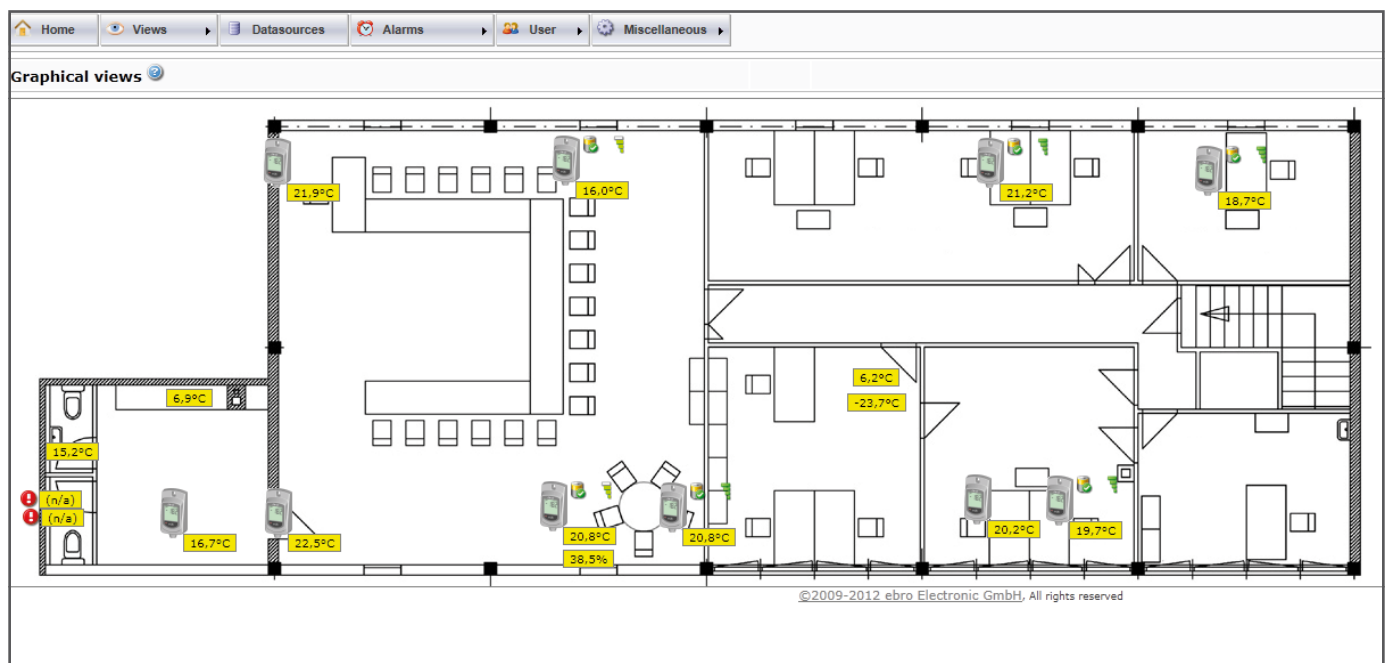 Home Views Datasources Alarms User Miscellaneous
Graphical views
21,9°C
16,0°C
21,2°C
18,7°C
6,9°C
6,2°C
-23,7°C
15,2°C
(n/a)
(n/a)
16,7°C
22,5°C
20,8°C
38,5%
20,8°C
20,2°C
19,7°C
©2009-2012 ebro Electronic GmbH, All rights reserved